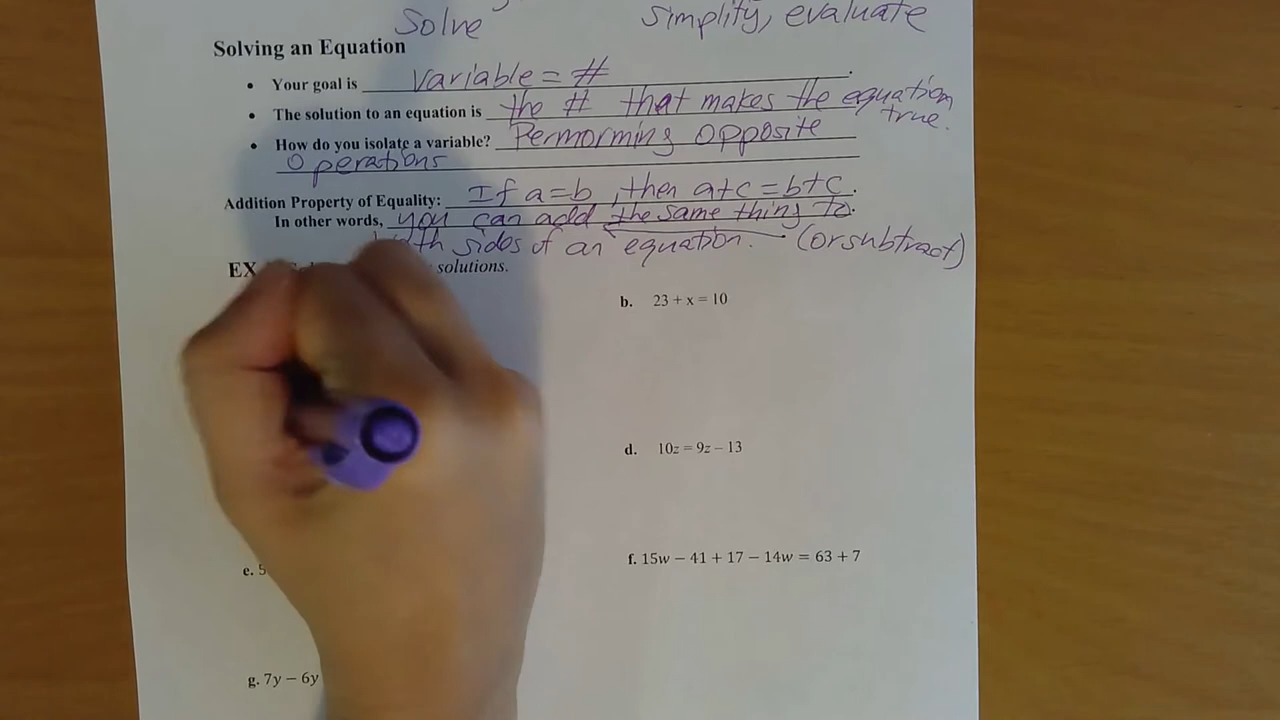 Solve simplify, evaluate
Solving an Equation
• Your goal is variable = #.
• The solution to an equation is the # that makes the equation true.
• How do you isolate a variable? Permorming opposite
operations
Addition Property of Equality: If a=b, then a+c = b+c.
In other words, you can add the same thing to.
sides of an equation. (or subtract)
EX solutions.
b. 23 + x = 10
d. 10z = 9z – 13
e. 5
f. 15w − 41 + 17 − 14w = 63 + 7
g. 7y − 6y